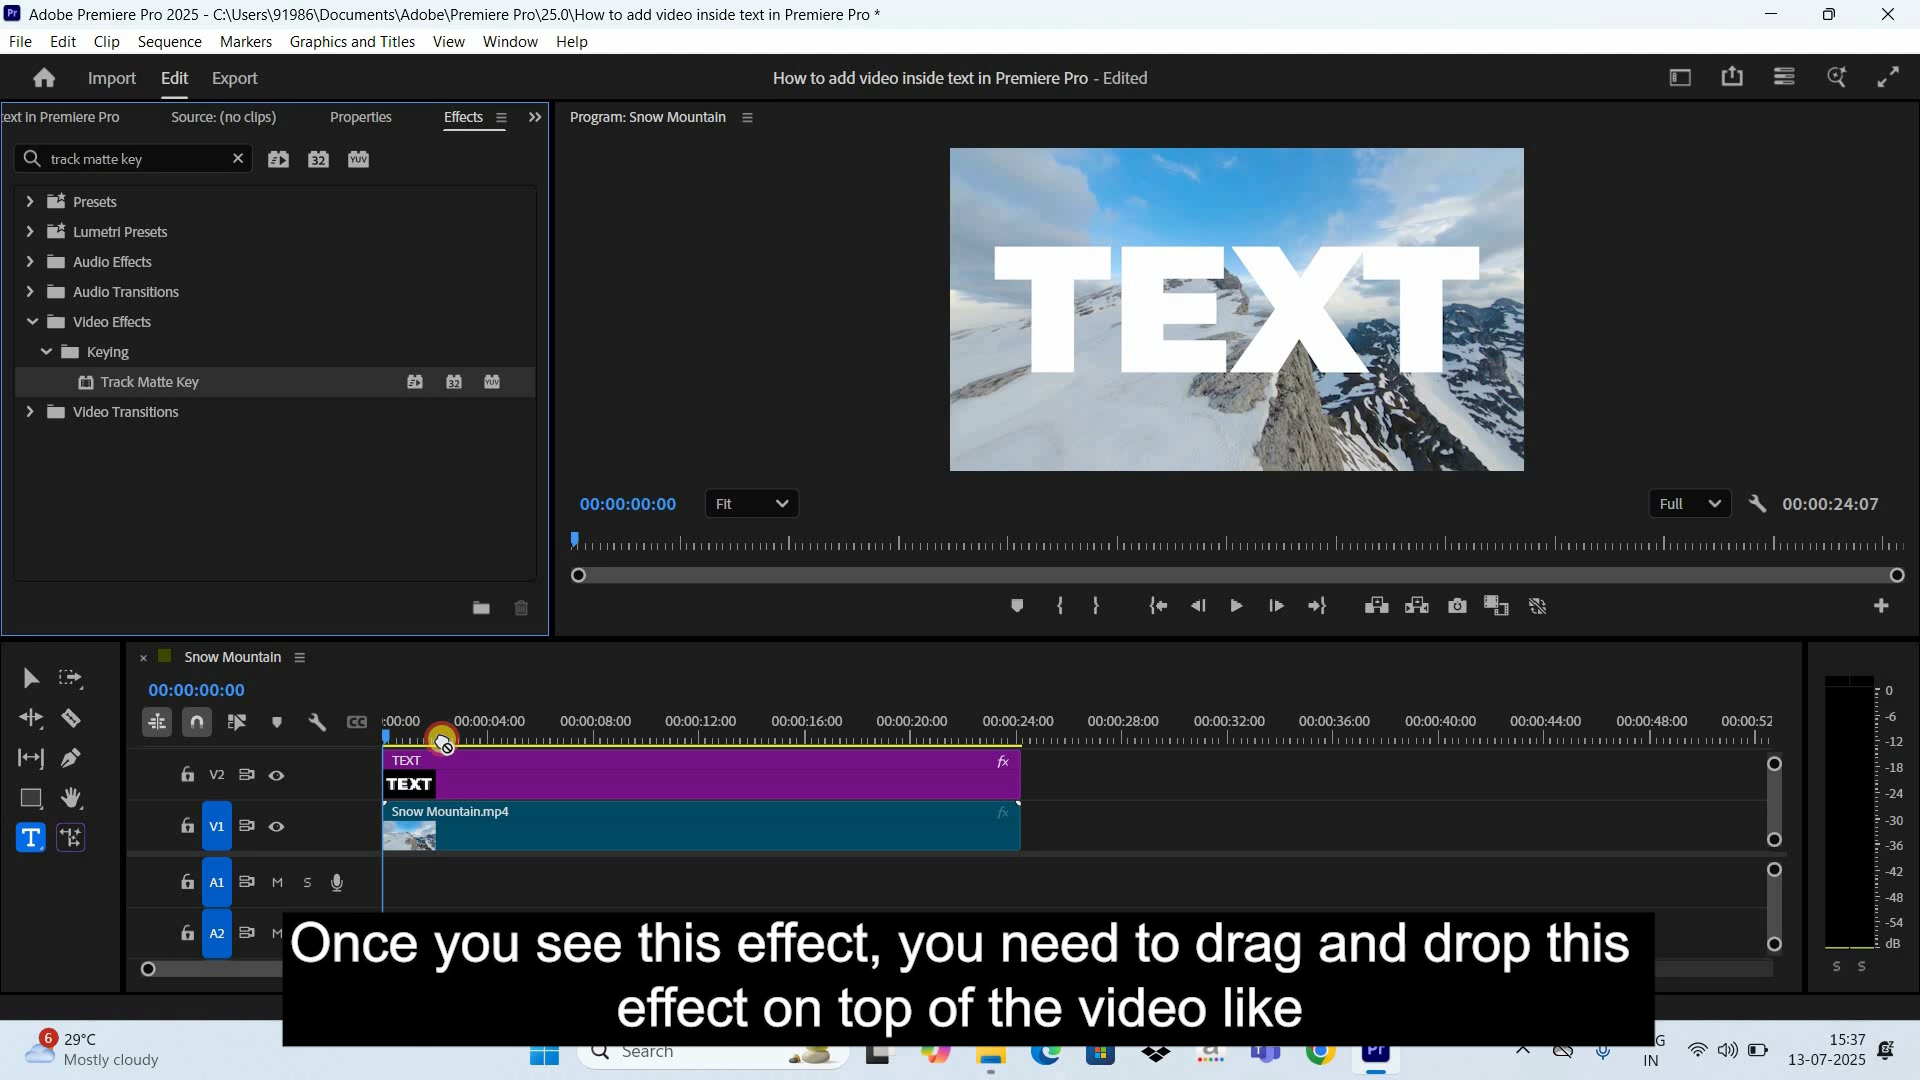 Adobe Premiere Pro 2025 - C:\Users\91986\Documents\Adobe\Premiere Pro\25.0\How to add video inside text in Premiere Pro *
File Edit Clip Sequence Markers Graphics and Titles View Window Help
Import Edit Export
How to add video inside text in Premiere Pro - Edited
ext in Premiere Pro Source: (no clips) Properties Effects
Program: Snow Mountain
track matte key
32 YUV
Presets
Lumetri Presets
Audio Effects
Audio Transitions
Video Effects
Keying
Track Matte Key 32 YUV
Video Transitions
TEXT
00:00:00:00 Fit Full 00:00:24:07
Snow Mountain
00:00:00:00
CC
:00:00 00:00:04:00 00:00:08:00 00:00:12:00 00:00:16:00 00:00:20:00 00:00:24:00 00:00:28:00 00:00:32:00 00:00:36:00 00:00:40:00 00:00:44:00 00:00:48:00 00:00:52
V2
TEXT fx
TEXT
V1
Snow Mountain.mp4 fx
A1 M S
A2 M
0
-6
-12
-18
-24
-30
-36
-42
-48
-54
dB
S S
Once you see this effect, you need to drag and drop this
effect on top of the video like
6
29°C
Mostly cloudy
Search
Pr
G
IN
15:37
13-07-2025